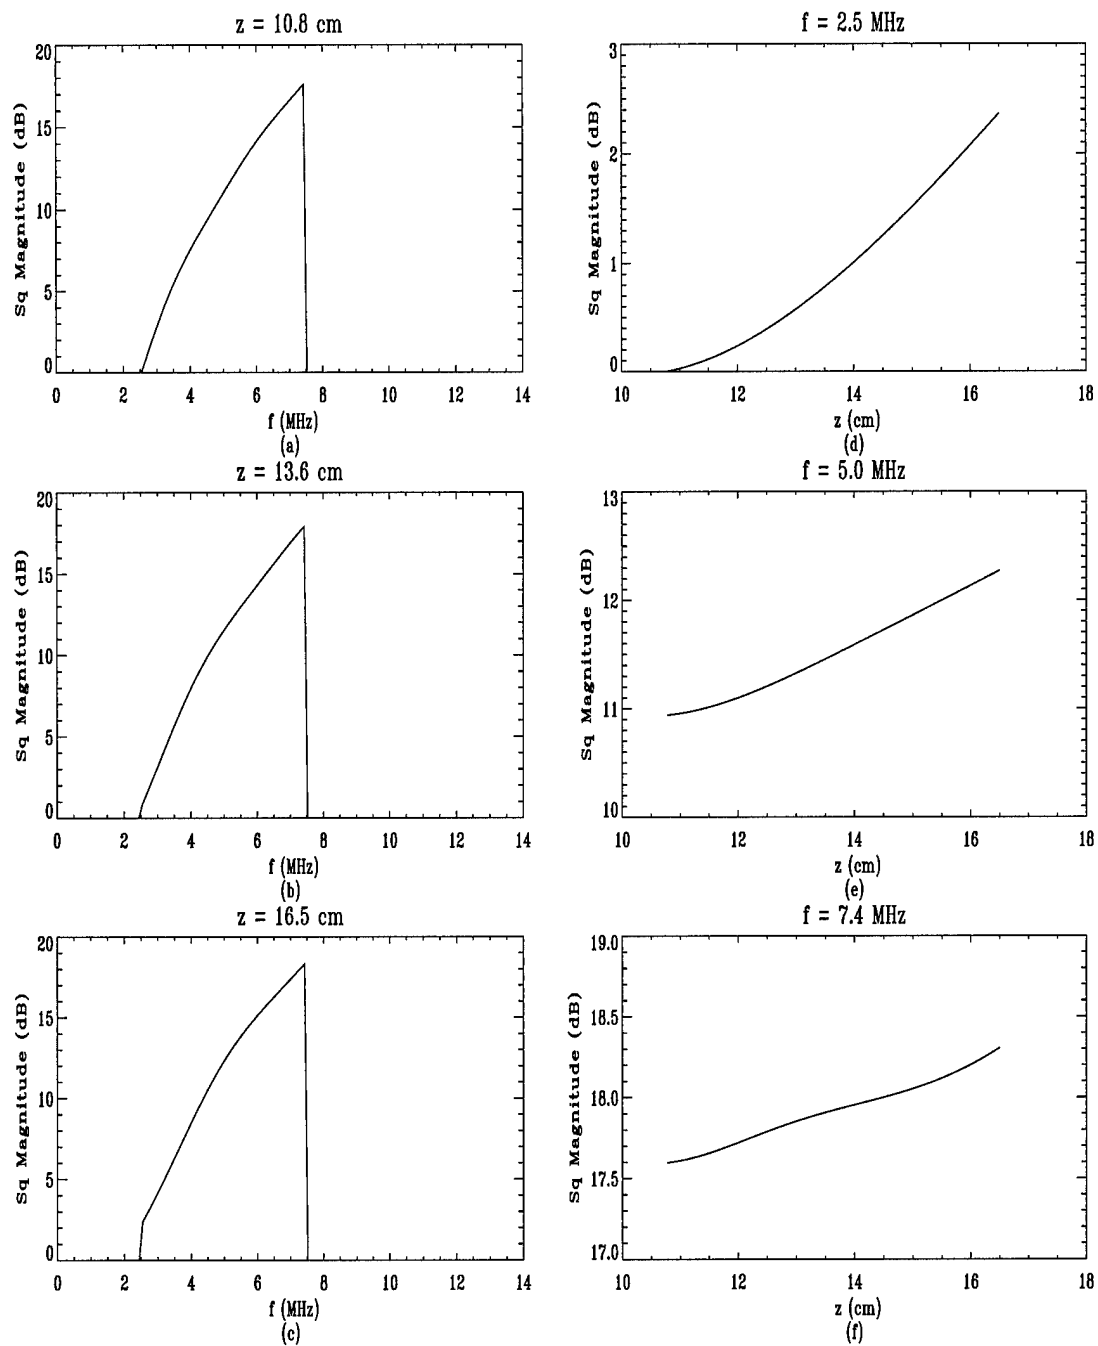 z = 10.8 cm
Sq Magnitude (dB)
20
15
10
5
0
0 2 4 6 8 10 12 14
f (MHz)
(a)
f = 2.5 MHz
Sq Magnitude (dB)
3
2
1
0
10 12 14 16 18
z (cm)
(d)
z = 13.6 cm
Sq Magnitude (dB)
20
15
10
5
0
0 2 4 6 8 10 12 14
f (MHz)
(b)
f = 5.0 MHz
Sq Magnitude (dB)
13
12
11
10
10 12 14 16 18
z (cm)
(e)
z = 16.5 cm
Sq Magnitude (dB)
20
15
10
5
0
0 2 4 6 8 10 12 14
f (MHz)
(c)
f = 7.4 MHz
Sq Magnitude (dB)
19.0
18.5
18.0
17.5
17.0
10 12 14 16 18
z (cm)
(f)